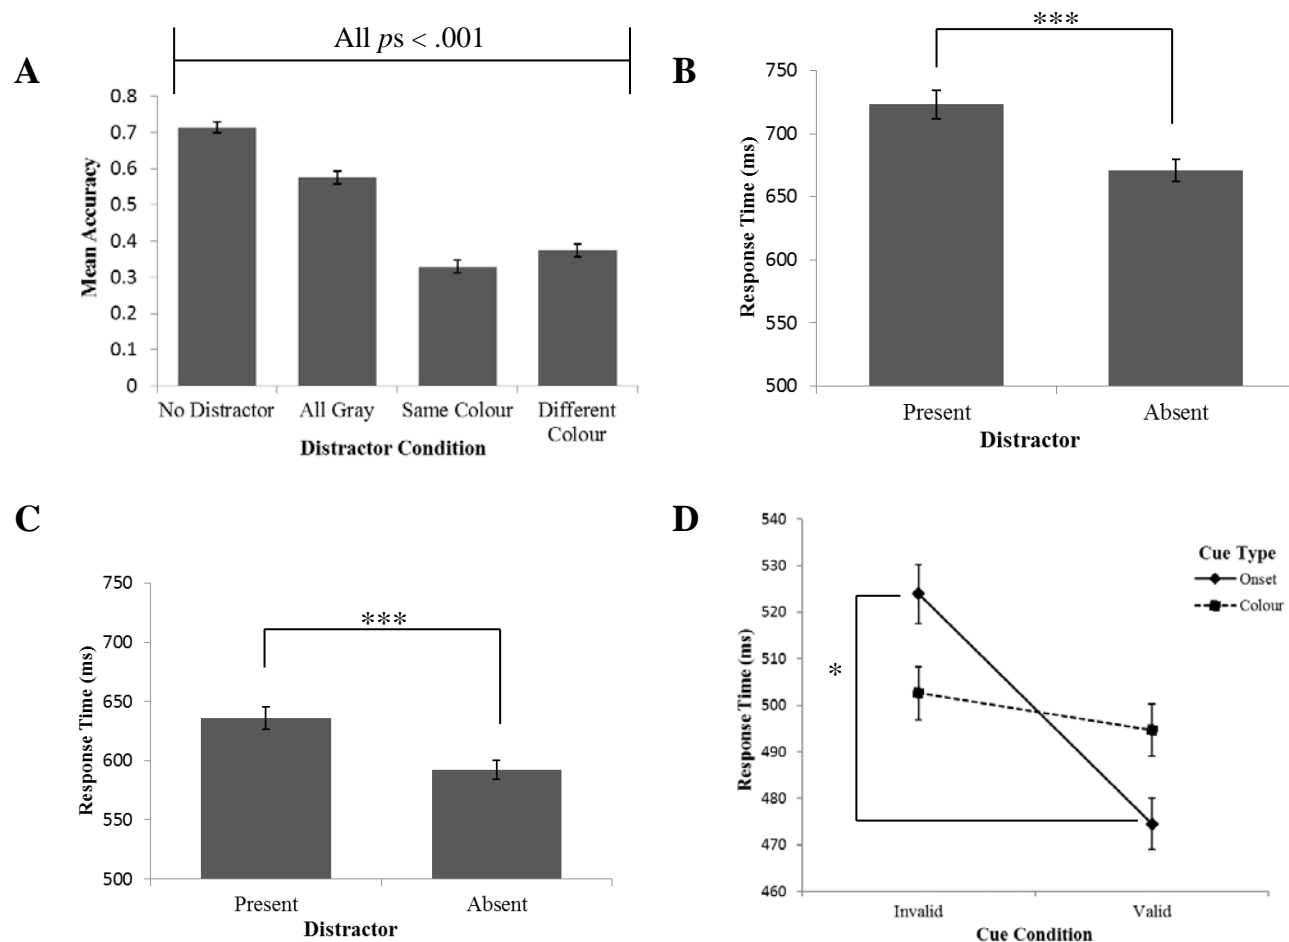 A
All ps < .001
Mean Accuracy
0.8
0.7
0.6
0.5
0.4
0.3
0.2
0.1
0
No Distractor All Gray Same Colour Different
Colour
Distractor Condition
B
***
Response Time (ms)
750
700
650
600
550
500
Present Absent
Distractor
C
***
Response Time (ms)
750
700
650
600
550
500
Present Absent
Distractor
D
*
Response Time (ms)
540
530
520
510
500
490
480
470
460
Invalid Valid
Cue Condition
Cue Type
Onset
Colour